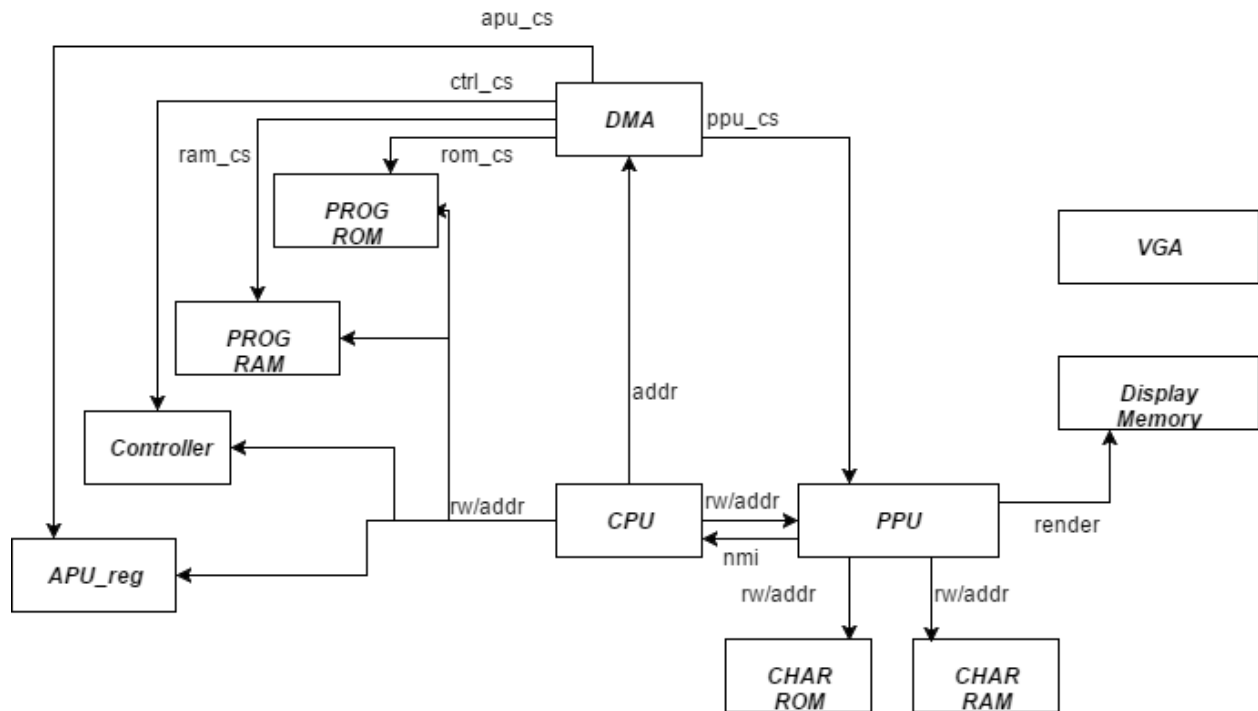 apu_cs
ctrl_cs
DMA
ppu_cs
ram_cs
rom_cs
PROG
ROM
VGA
PROG
RAM
addr
Display
Memory
Controller
rw/addr
CPU
rw/addr
PPU
render
nmi
APU_reg
rw/addr
rw/addr
CHAR
ROM
CHAR
RAM